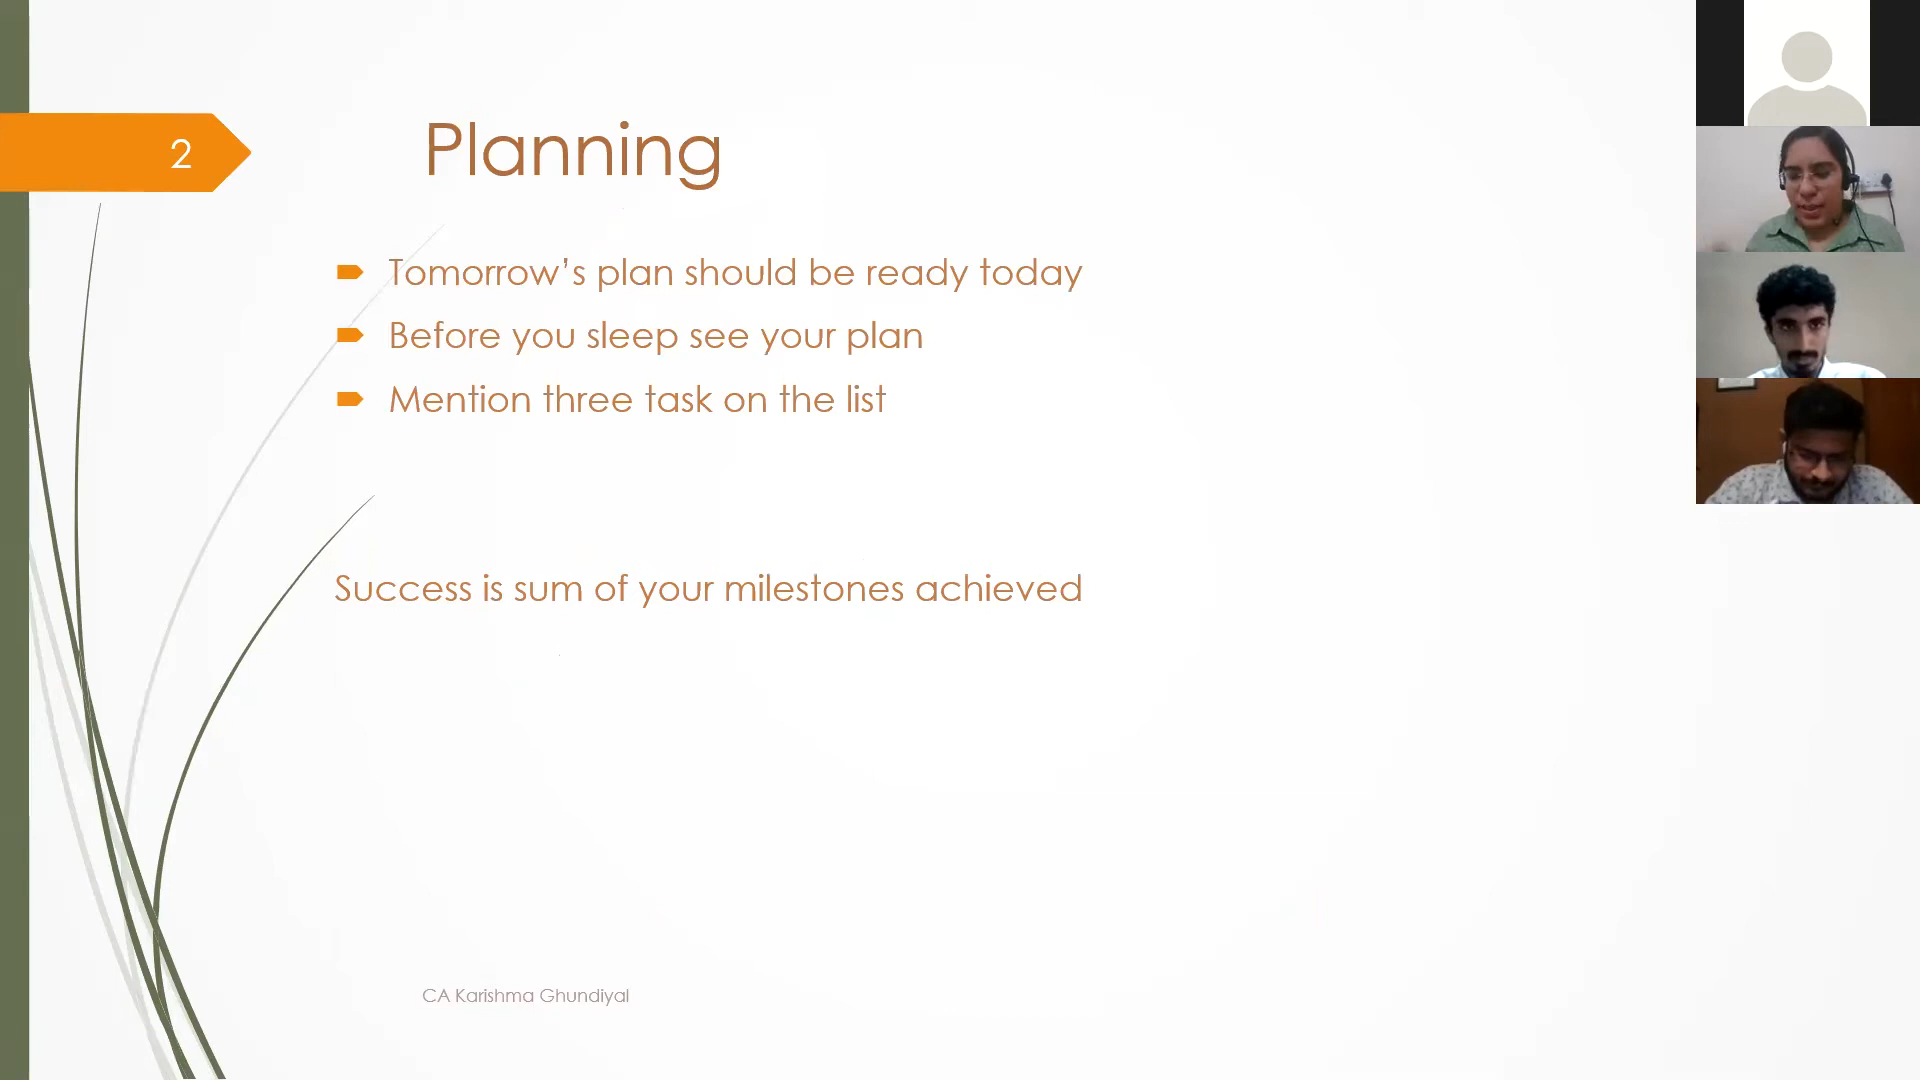 2
Planning
Tomorrow’s plan should be ready today
Before you sleep see your plan
Mention three task on the list
Success is sum of your milestones achieved
CA Karishma Ghundiyal